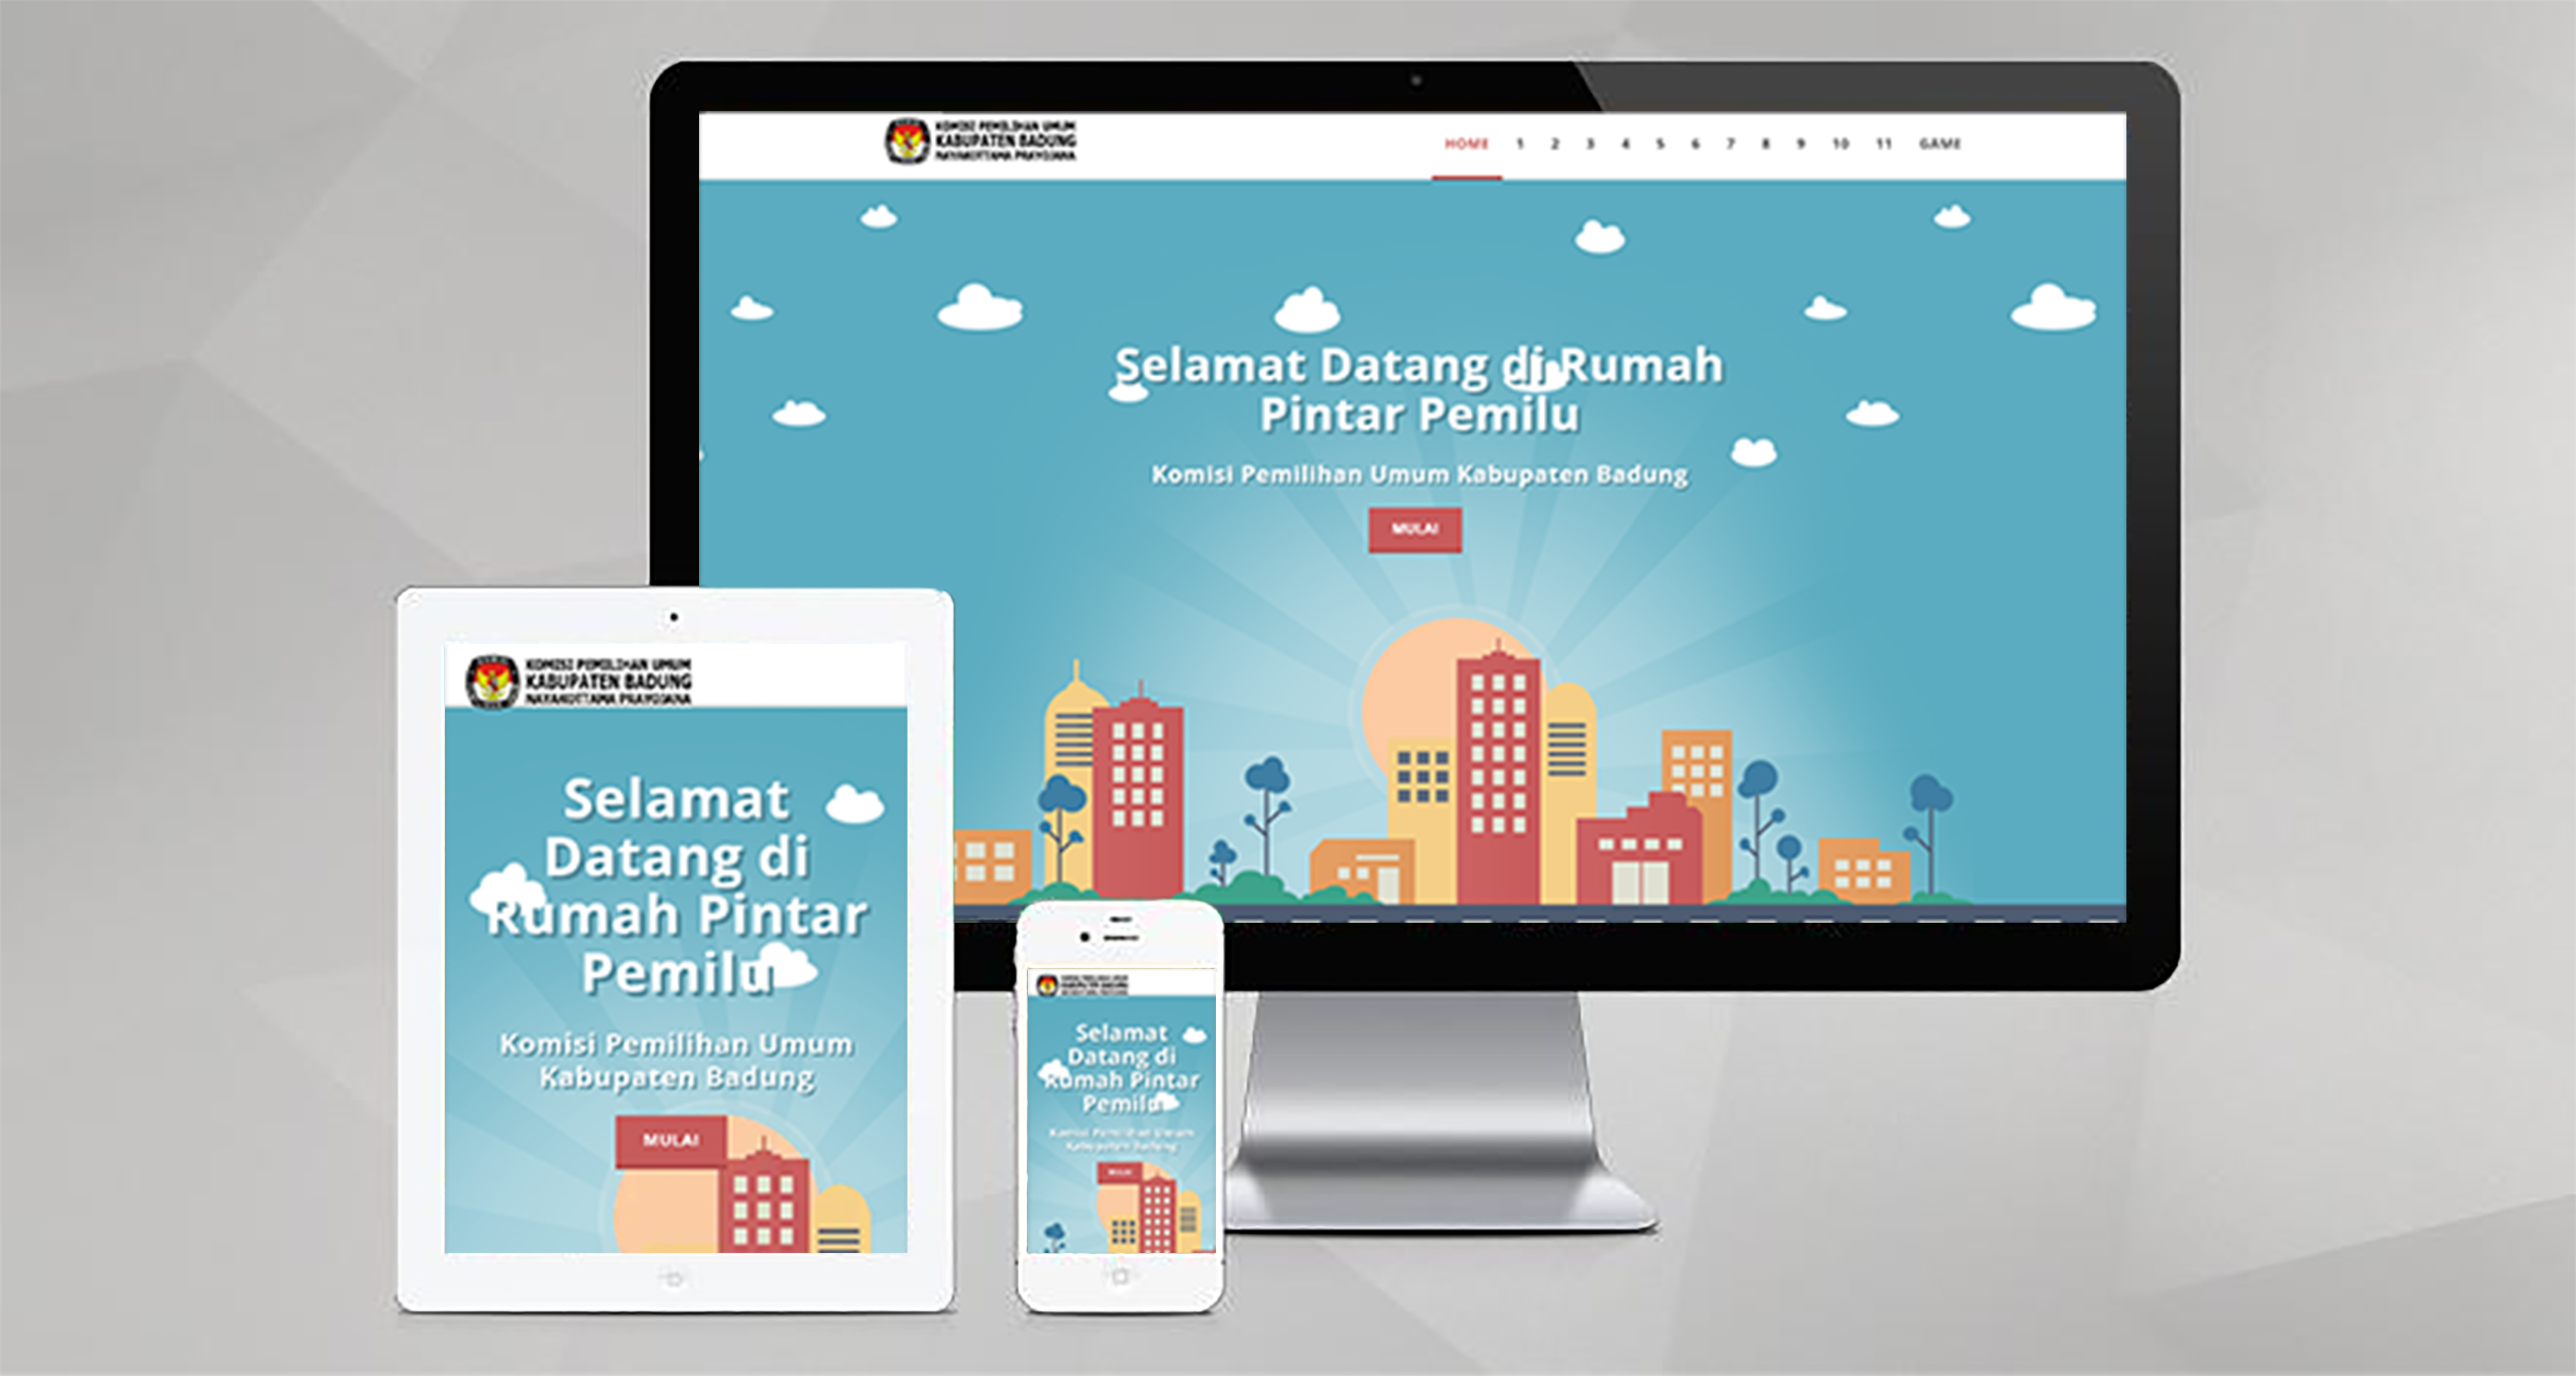 KOMISI PEMILIHAN UMUM
KABUPATEN BADUNG
NAYAKOTTAMA PRAYOJANA
HOME 1 2 3 4 5 6 7 8 9 10 11 GAME
Selamat Datang di Rumah
Pintar Pemilu
Komisi Pemilihan Umum Kabupaten Badung
MULAI
KOMISI PEMILIHAN UMUM
KABUPATEN BADUNG
NAYAKOTTAMA PRAYOJANA
Selamat
Datang di
Rumah Pintar
Pemilu
Komisi Pemilihan Umum
Kabupaten Badung
MULAI
Selamat
Datang di
Rumah Pintar
Pemilu
Komisi Pemilihan Umum
Kabupaten Badung
MULAI